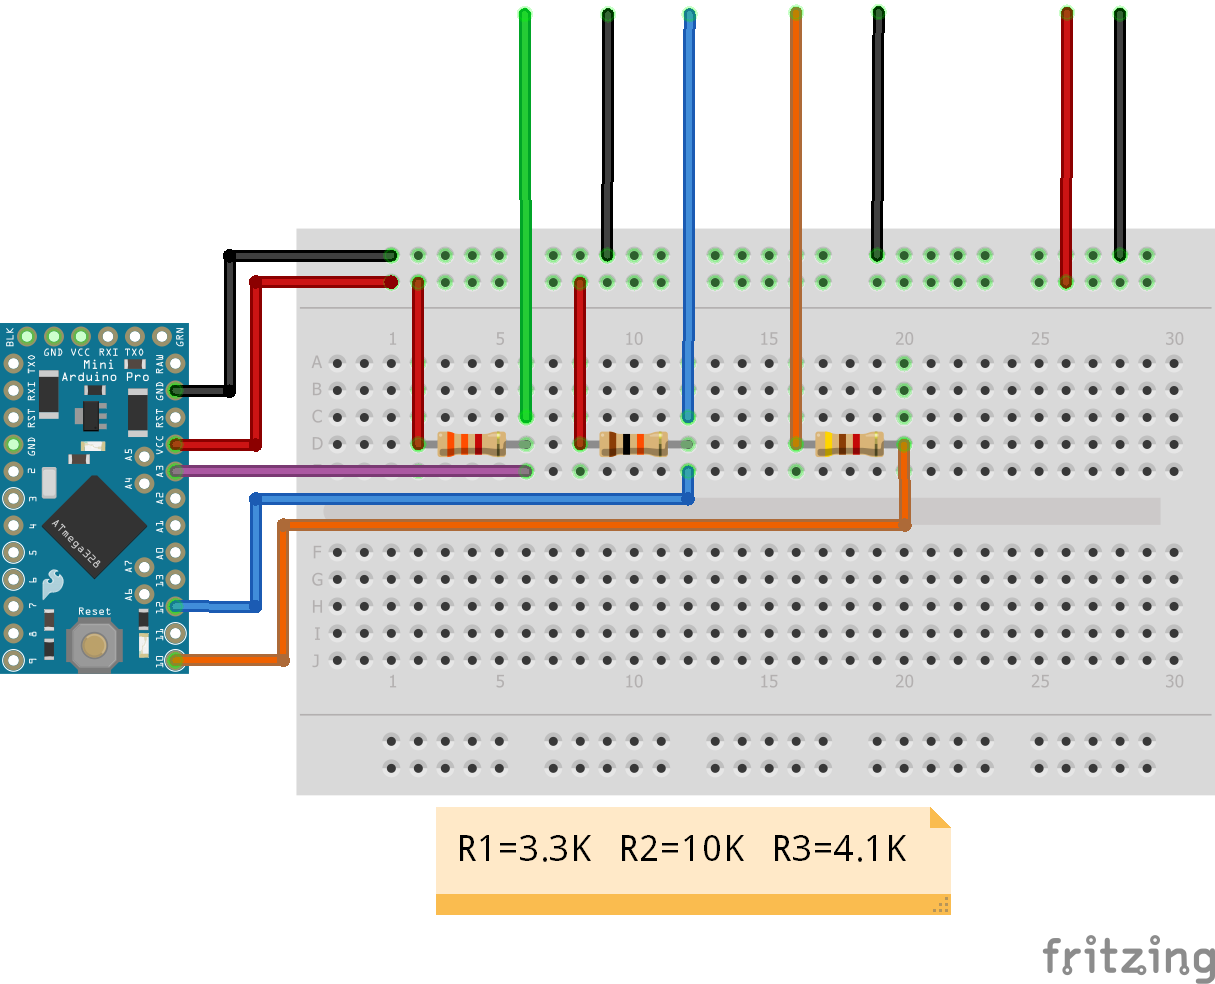 BLK GND VCC RXI TX0 GRN
Mini
Arduino Pro
TX0
RXI
RST
GND
2
3
4
5
6
7
8
9
RAW
GND
RST
VCC
A3
A2
A1
A0
13
12
11
10
A5
A4
A7
A6
ATmega328
Reset
1 5 10 15 20 25 30
A
B
C
D
F
G
H
I
J
1 5 10 15 20 25 30
R1=3.3K R2=10K R3=4.1K
fritzing